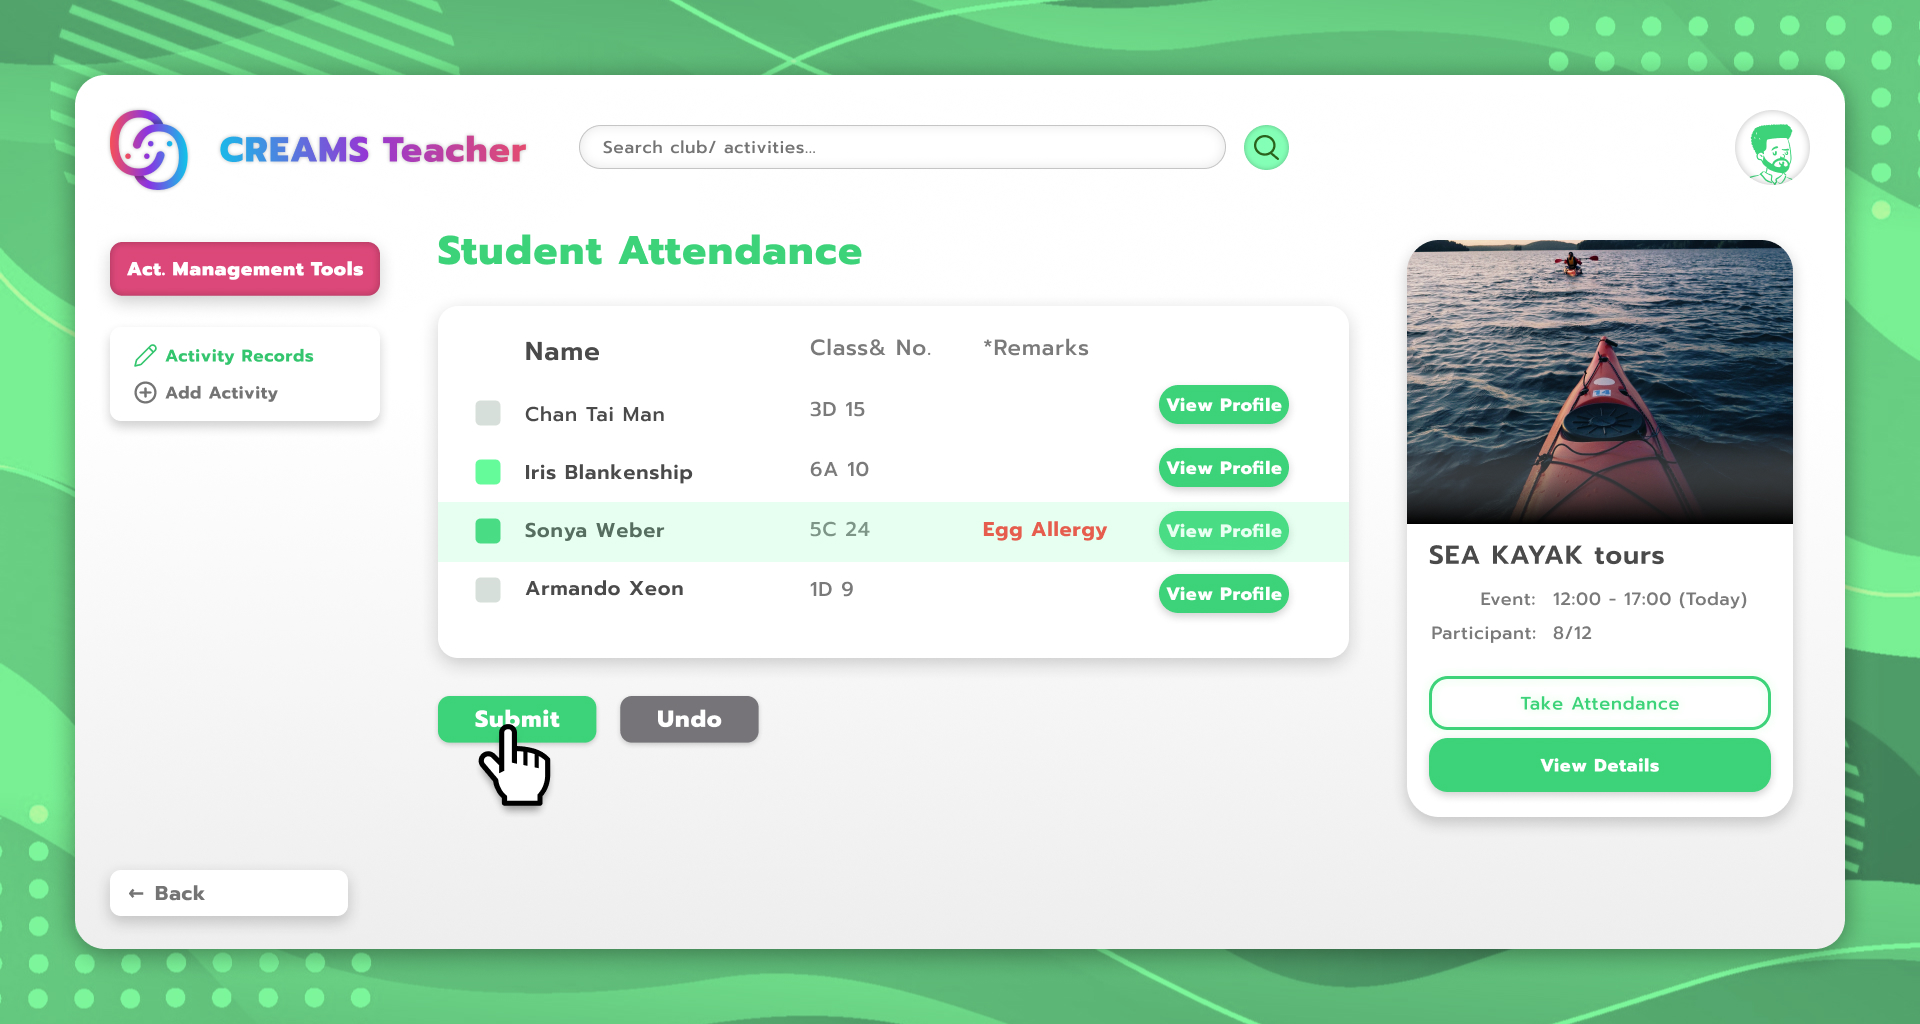 CREAMS Teacher
Search club/ activities...
Act. Management Tools
Activity Records
Add Activity
Student Attendance
Name Class& No. *Remarks
Chan Tai Man 3D 15 View Profile
Iris Blankenship 6A 10 View Profile
Sonya Weber 5C 24 Egg Allergy View Profile
Armando Xeon 1D 9 View Profile
Submit Undo
SEA KAYAK tours
Event: 12:00 - 17:00 (Today)
Participant: 8/12
Take Attendance
View Details
← Back